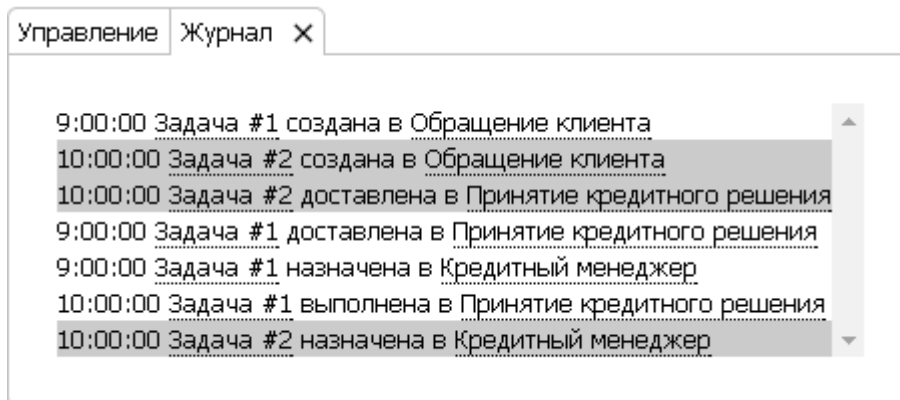 Управление Журнал
9:00:00 Задача #1 создана в Обращение клиента
10:00:00 Задача #2 создана в Обращение клиента
10:00:00 Задача #2 доставлена в Принятие кредитного решения
9:00:00 Задача #1 доставлена в Принятие кредитного решения
9:00:00 Задача #1 назначена в Кредитный менеджер
10:00:00 Задача #1 выполнена в Принятие кредитного решения
10:00:00 Задача #2 назначена в Кредитный менеджер